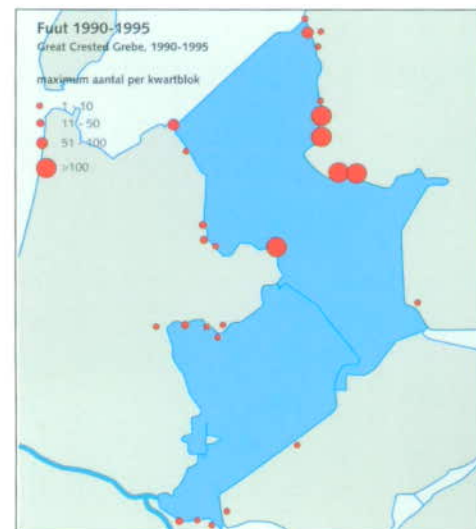 Fuut 1990-1995
Great Crested Grebe, 1990-1995
maximum aantal per kwartblok
1 - 10
11 - 50
51 - 100
>100